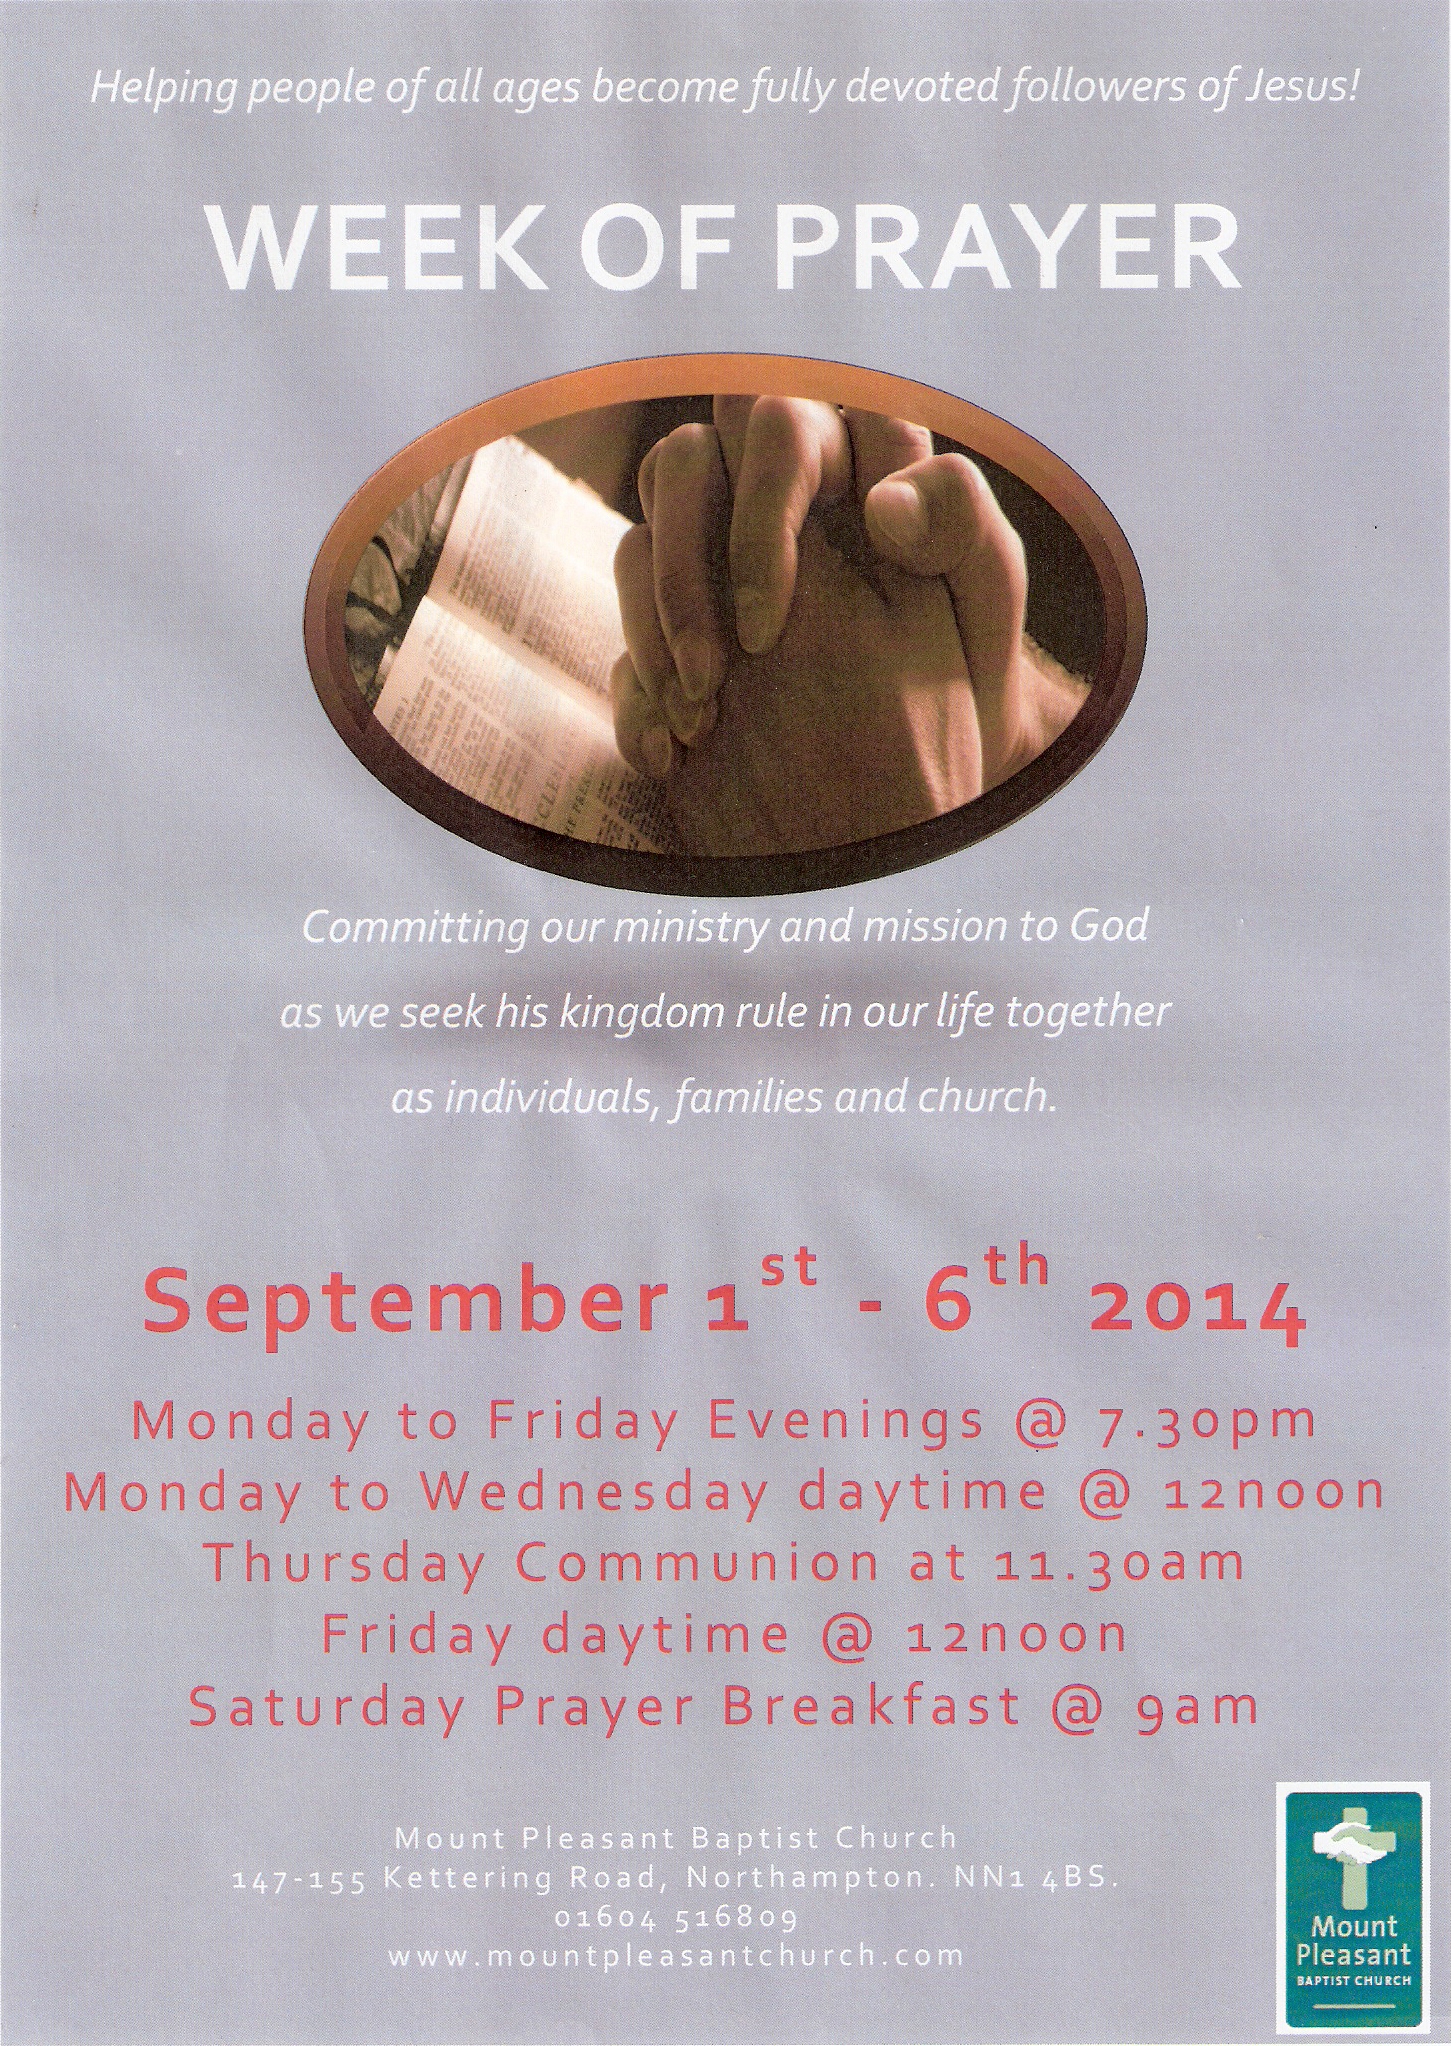 Helping people of all ages become fully devoted followers of Jesus!
WEEK OF PRAYER
Committing our ministry and mission to God
as we seek his kingdom rule in our life together
as individuals, families and church.
September 1st - 6th 2014
Monday to Friday Evenings @ 7.30pm
Monday to Wednesday daytime @ 12noon
Thursday Communion at 11.30am
Friday daytime @ 12noon
Saturday Prayer Breakfast @ 9am
Mount Pleasant Baptist Church
147-155 Kettering Road, Northampton. NN1 4BS.
01604 516809
www.mountpleasantchurch.com
Mount
Pleasant
BAPTIST CHURCH